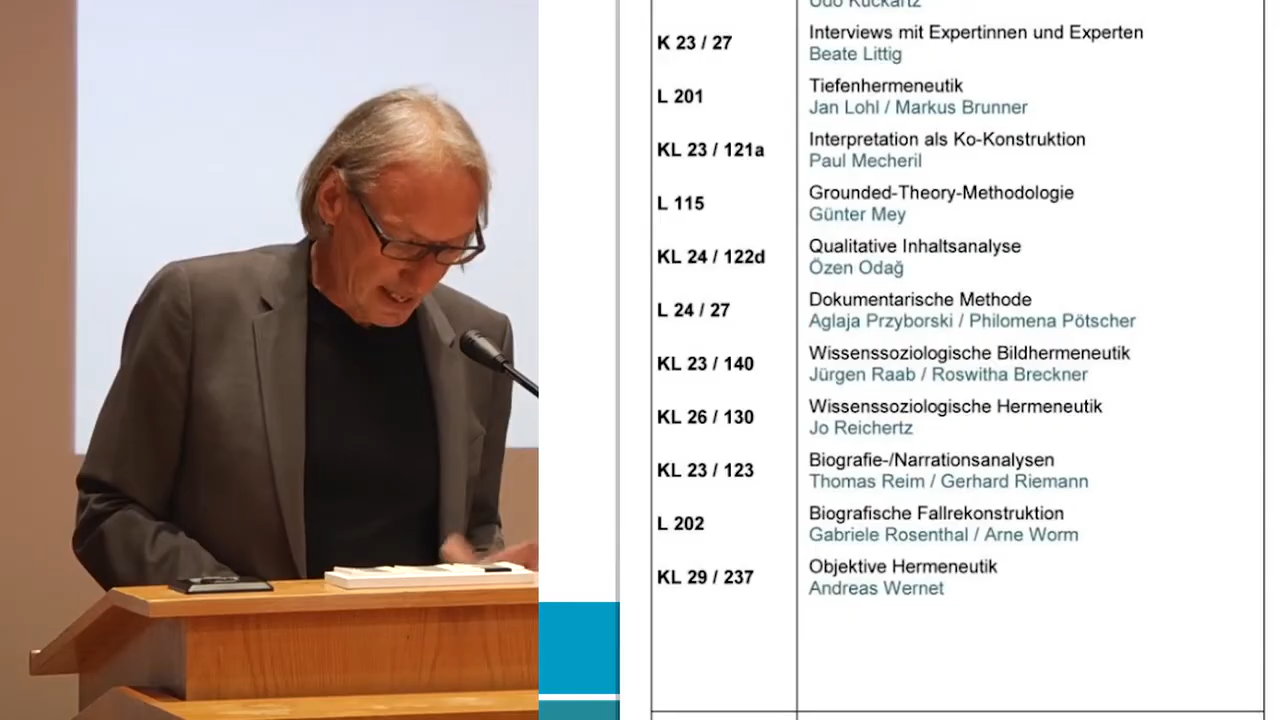 Udo Kuckartz
K 23 / 27
Interviews mit Expertinnen und Experten
Beate Littig
L 201
Tiefenhermeneutik
Jan Lohl / Markus Brunner
KL 23 / 121a
Interpretation als Ko-Konstruktion
Paul Mecheril
L 115
Grounded-Theory-Methodologie
Günter Mey
KL 24 / 122d
Qualitative Inhaltsanalyse
Özen Odağ
L 24 / 27
Dokumentarische Methode
Aglaja Przyborski / Philomena Pötscher
KL 23 / 140
Wissenssoziologische Bildhermeneutik
Jürgen Raab / Roswitha Breckner
KL 26 / 130
Wissenssoziologische Hermeneutik
Jo Reichertz
KL 23 / 123
Biografie-/Narrationsanalysen
Thomas Reim / Gerhard Riemann
L 202
Biografische Fallrekonstruktion
Gabriele Rosenthal / Arne Worm
KL 29 / 237
Objektive Hermeneutik
Andreas Wernet